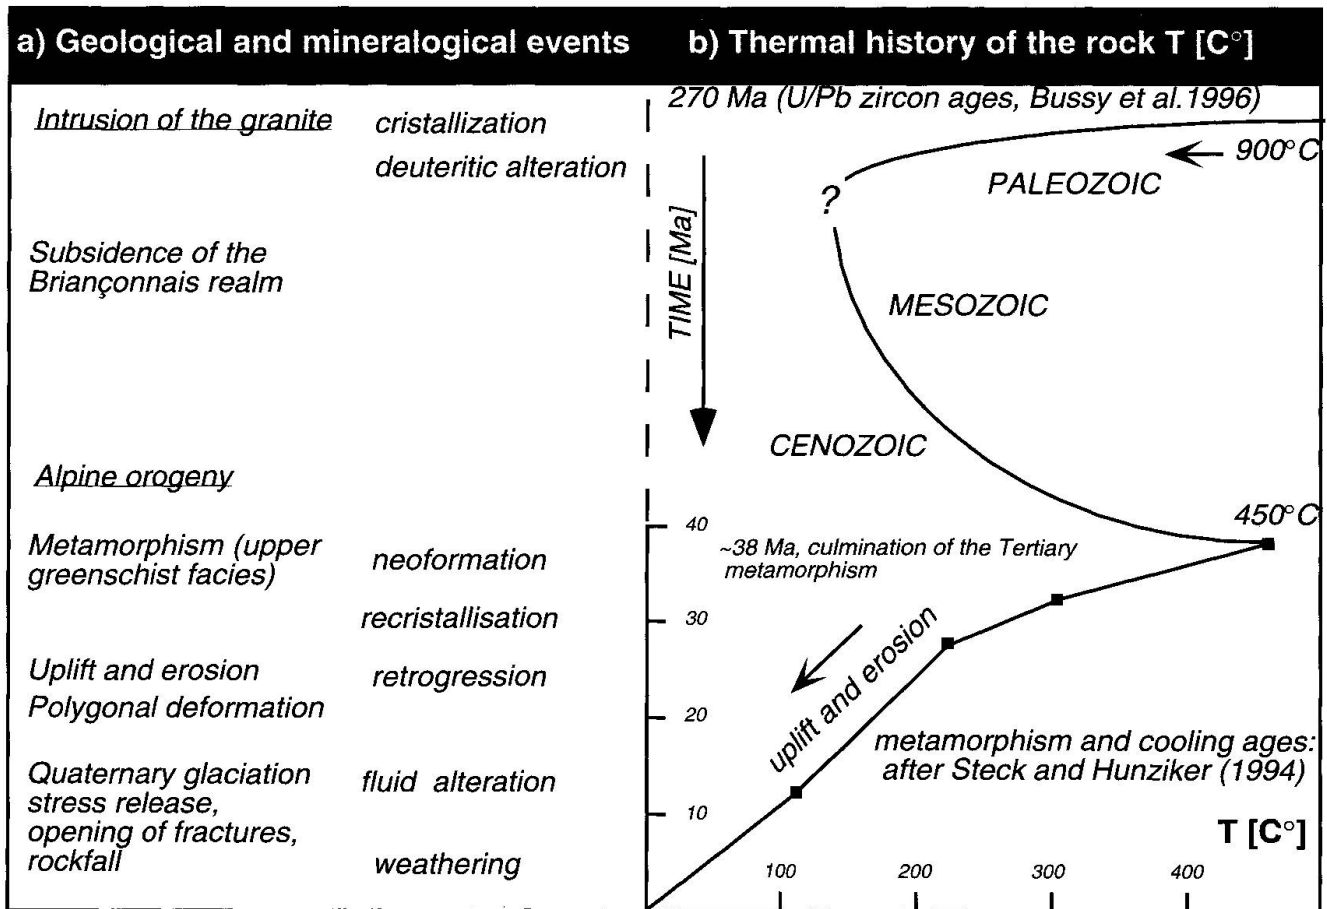 a) Geological and mineralogical events
b) Thermal history of the rock T [C°]
Intrusion of the granite
cristallization
deuteritic alteration
Subsidence of the
Briançonnais realm
Alpine orogeny
Metamorphism (upper
greenschist facies)
neoformation
recristallisation
Uplift and erosion
retrogression
Polygonal deformation
Quaternary glaciation
stress release,
opening of fractures,
rockfall
fluid alteration
weathering
270 Ma (U/Pb zircon ages, Bussy et al.1996)
900°C
PALEOZOIC
?
TIME [Ma]
MESOZOIC
CENOZOIC
450°C
40
~38 Ma, culmination of the Tertiary
metamorphism
30
uplift and erosion
20
metamorphism and cooling ages:
after Steck and Hunziker (1994)
10
T [C°]
100
200
300
400